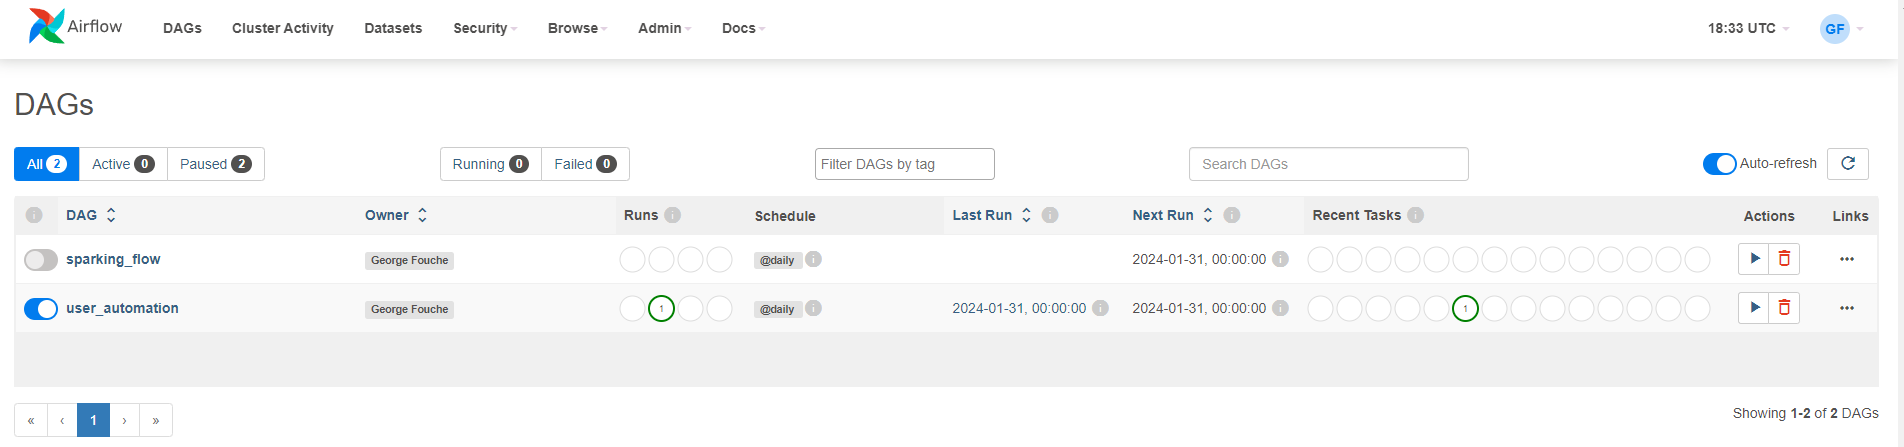 Airflow DAGs Cluster Activity Datasets Security Browse Admin Docs 18:33 UTC GF
DAGs
All 2 Active 0 Paused 2 Running 0 Failed 0 Filter DAGs by tag Search DAGs Auto-refresh
i DAG Owner Runs i Schedule Last Run i Next Run i Recent Tasks i Actions Links
sparking_flow George Fouche @daily i 2024-01-31, 00:00:00 i ...
user_automation George Fouche 1 @daily i 2024-01-31, 00:00:00 i 2024-01-31, 00:00:00 i 1 ...
« ‹ 1 › » Showing 1-2 of 2 DAGs